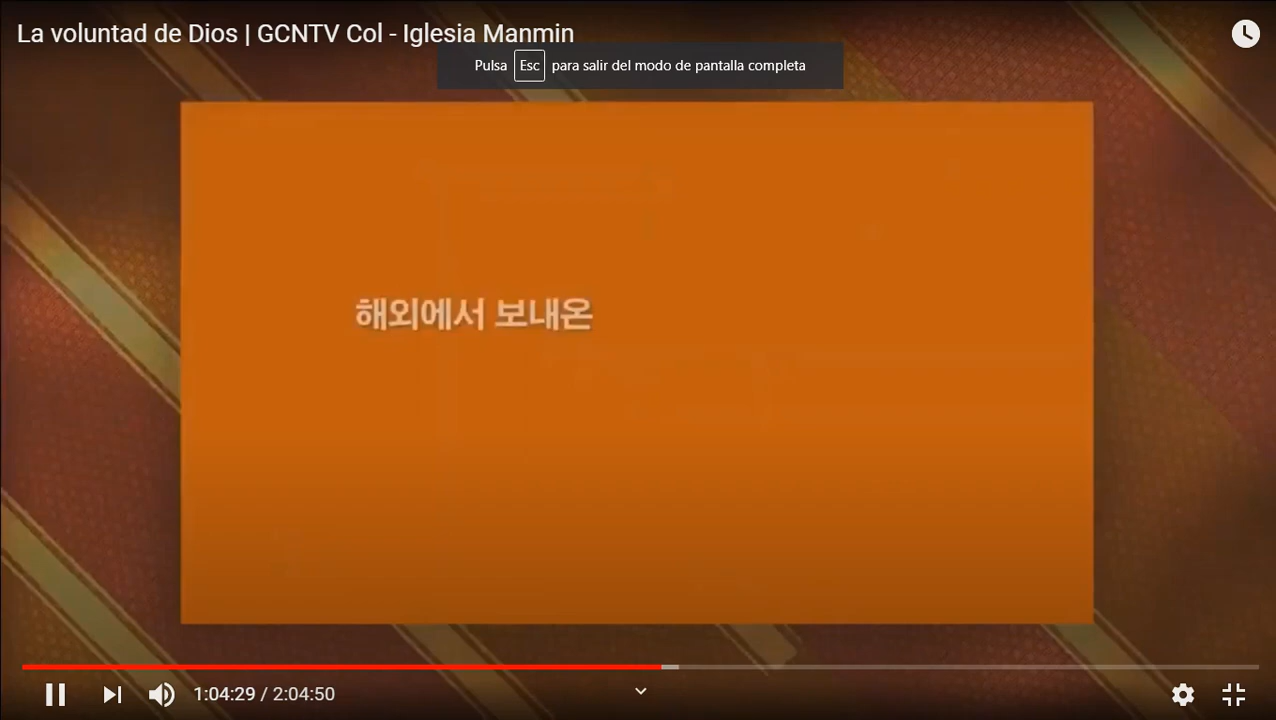 La voluntad de Dios | GCNTV Col - Iglesia Manmin
Pulsa Esc para salir del modo de pantalla completa
해외에서 보내온
1:04:29 / 2:04:50